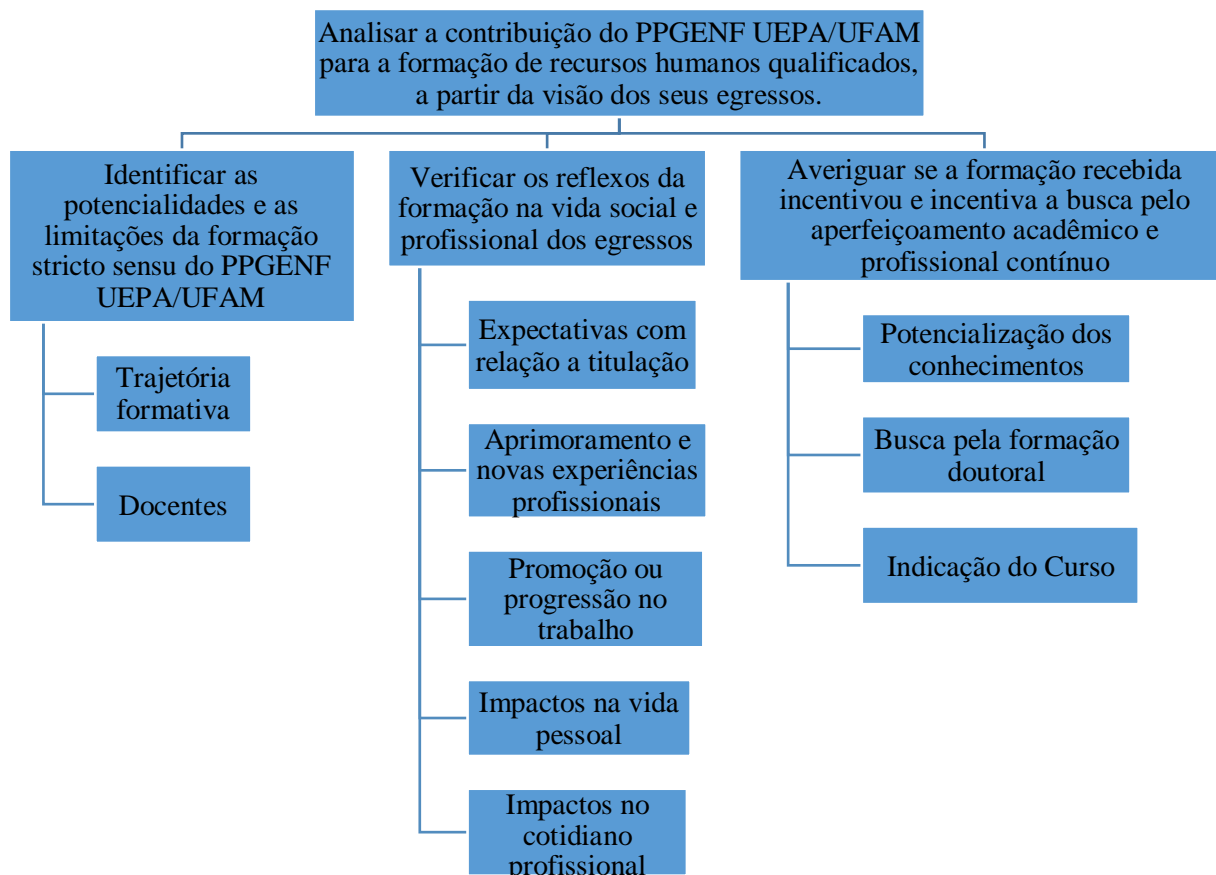 Analisar a contribuição do PPGENF UEPA/UFAM
para a formação de recursos humanos qualificados,
a partir da visão dos seus egressos.
Identificar as
potencialidades e as
limitações da formação
stricto sensu do PPGENF
UEPA/UFAM
Trajetória
formativa
Docentes
Verificar os reflexos da
formação na vida social e
profissional dos egressos
Expectativas com
relação a titulação
Aprimoramento e
novas experiências
profissionais
Promoção ou
progressão no
trabalho
Impactos na vida
pessoal
Impactos no
cotidiano
profissional
Averiguar se a formação recebida
incentivou e incentiva a busca pelo
aperfeiçoamento acadêmico e
profissional contínuo
Potencialização dos
conhecimentos
Busca pela formação
doutoral
Indicação do Curso